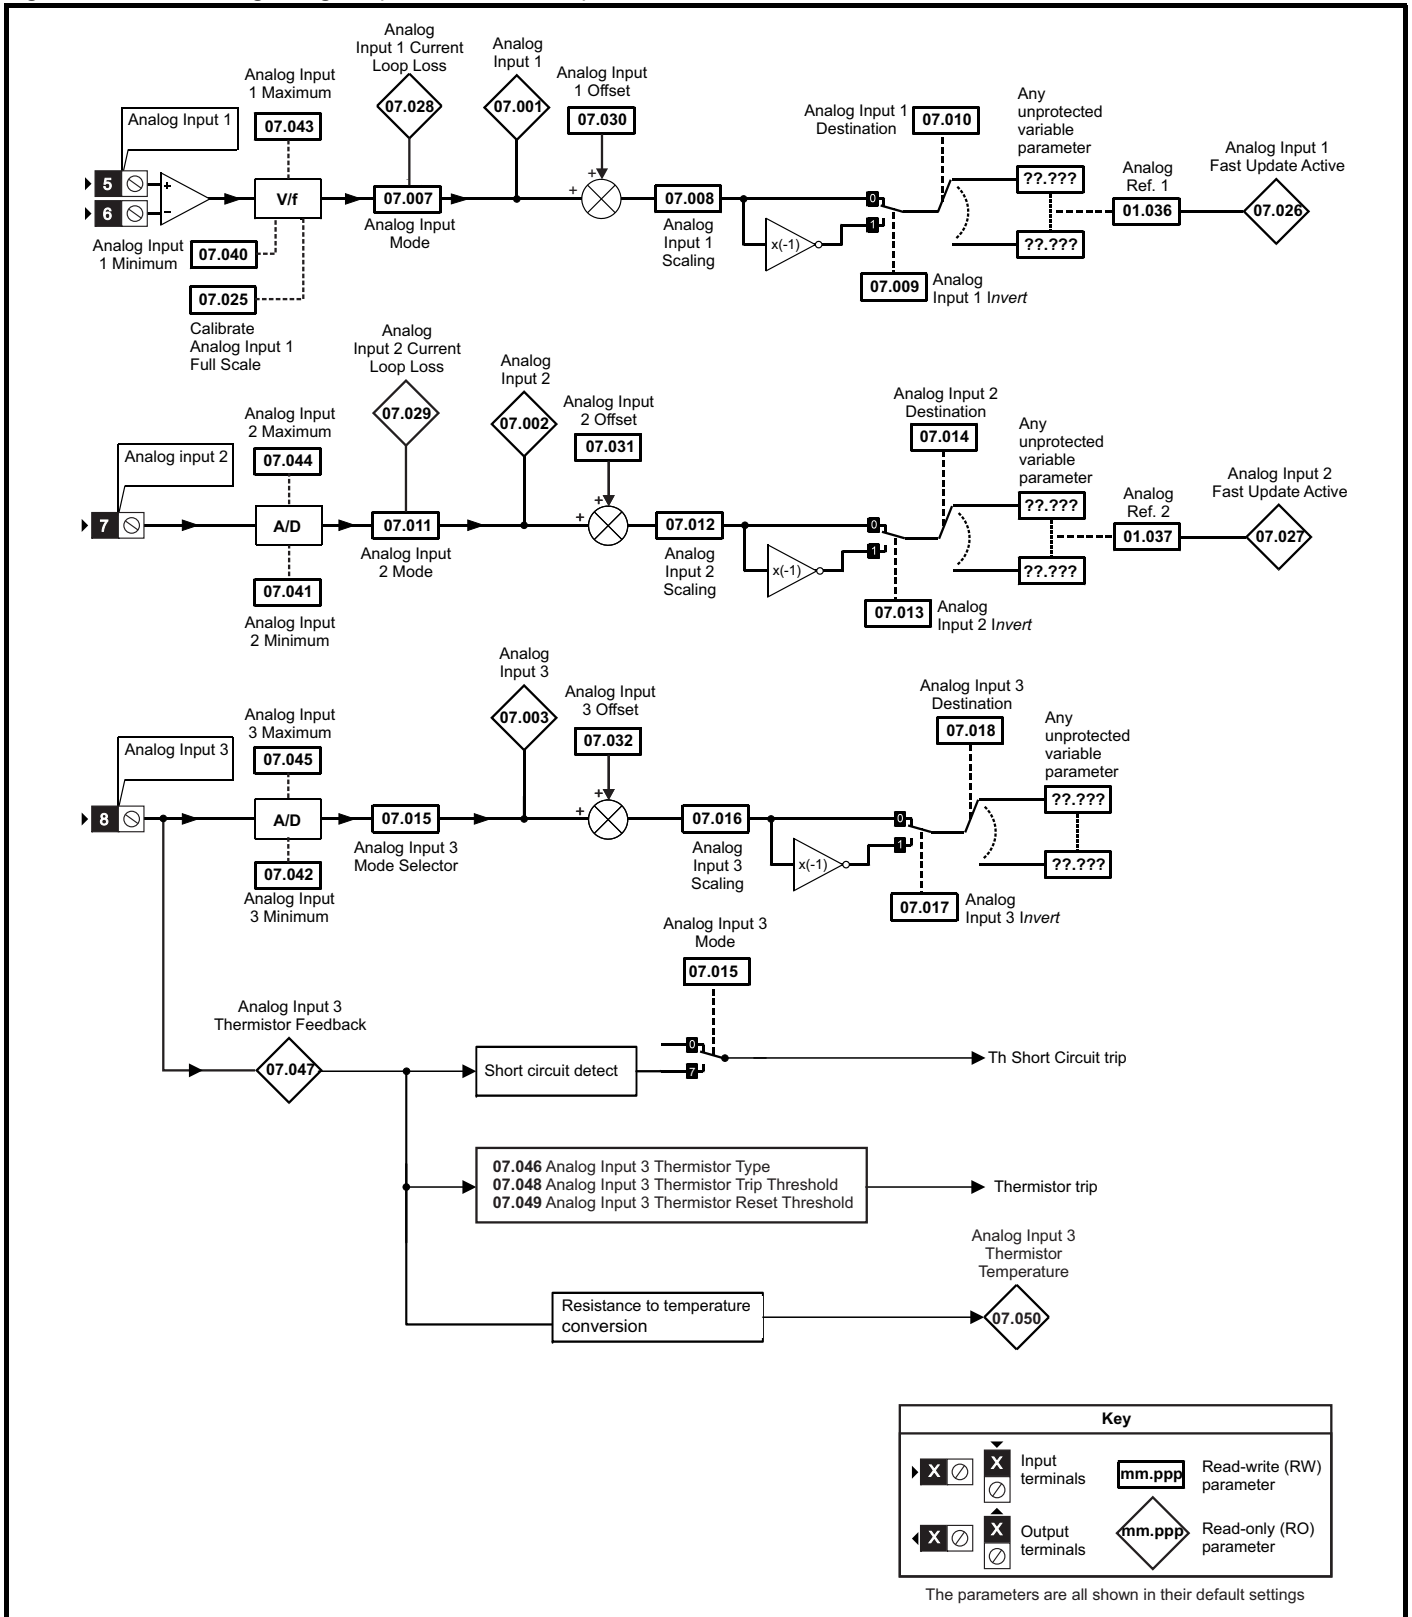 Analog
Input 1 Current
Loop Loss
Analog
Input 1
Analog Input
1 Maximum
Analog Input
1 Offset
Any
unprotected
variable
parameter
Analog Input 1
07.043
07.028
07.001
07.030
Analog Input 1
Destination
07.010
Analog Input 1
Fast Update Active
5
+
6
−
V/f
07.007
Analog Input
Mode
+
+
07.008
Analog
Input 1
Scaling
x(-1)
0
1
??.???
??.???
Analog
Ref. 1
01.036
07.026
Analog Input
1 Minimum
07.040
07.025
Calibrate
Analog Input 1
Full Scale
07.009
Analog
Input 1 Invert
Analog
Input 2 Current
Loop Loss
Analog
Input 2
Analog Input
2 Maximum
Analog Input
2 Offset
Analog Input 2
Destination
Any
unprotected
variable
parameter
Analog input 2
07.044
07.029
07.002
07.031
07.014
Analog Input 2
Fast Update Active
7
A/D
07.011
Analog Input
2 Mode
+
+
07.012
Analog
Input 2
Scaling
x(-1)
0
1
??.???
??.???
Analog
Ref. 2
01.037
07.027
07.041
Analog Input
2 Minimum
07.013
Analog
Input 2 Invert
Analog
Input 3
Analog Input
3 Maximum
Analog Input
3 Offset
Analog Input 3
Destination
Any
unprotected
variable
parameter
Analog Input 3
07.045
07.003
07.032
07.018
8
A/D
07.015
Analog Input 3
Mode Selector
+
+
07.016
Analog
Input 3
Scaling
x(-1)
0
1
??.???
??.???
07.042
Analog Input
3 Minimum
07.017
Analog
Input 3 Invert
Analog Input 3
Mode
07.015
Analog Input 3
Thermistor Feedback
07.047
Short circuit detect
0
7
Th Short Circuit trip
07.046 Analog Input 3 Thermistor Type
07.048 Analog Input 3 Thermistor Trip Threshold
07.049 Analog Input 3 Thermistor Reset Threshold
Thermistor trip
Analog Input 3
Thermistor
Temperature
Resistance to temperature
conversion
07.050
Key
X
X
Input
terminals
mm.ppp
Read-write (RW)
parameter
X
X
Output
terminals
mm.ppp
Read-only (RO)
parameter
The parameters are all shown in their default settings